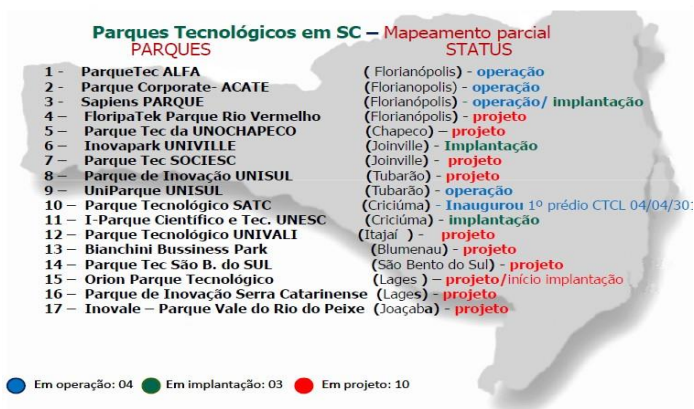 Parques Tecnológicos em SC – Mapeamento parcial
PARQUES STATUS
1 - ParqueTec ALFA (Florianópolis) - operação
2 - Parque Corporate- ACATE (Florianopolis) - operação
3 - Sapiens PARQUE (Florianópolis) - operação/ implantação
4 – FloripaTek Parque Rio Vermelho (Florianópolis) - projeto
5 – Parque Tec da UNOCHAPECO (Chapeco) – projeto
6 – Inovapark UNIVILLE (Joinville) - Implantação
7 – Parque Tec SOCIESC (Joinville) - projeto
8 – Parque de Inovação UNISUL (Tubarão) - projeto
9 – UniParque UNISUL (Tubarão) - operação
10 – Parque Tecnológico SATC (Criciúma) - Inaugurou 1º prédio CTCL 04/04/301
11 – I-Parque Científico e Tec. UNESC (Criciúma) - implantação
12 – Parque Tecnológico UNIVALI (Itajaí ) - projeto
13 – Bianchini Bussiness Park (Blumenau) - projeto
14 – Parque Tec São B. do SUL (São Bento do Sul) - projeto
15 – Orion Parque Tecnológico (Lages ) – projeto/início implantação
16 – Parque de Inovação Serra Catarinense (Lages) - projeto
17 – Inovale – Parque Vale do Rio do Peixe (Joaçaba) - projeto
Em operação: 04 Em implantação: 03 Em projeto: 10